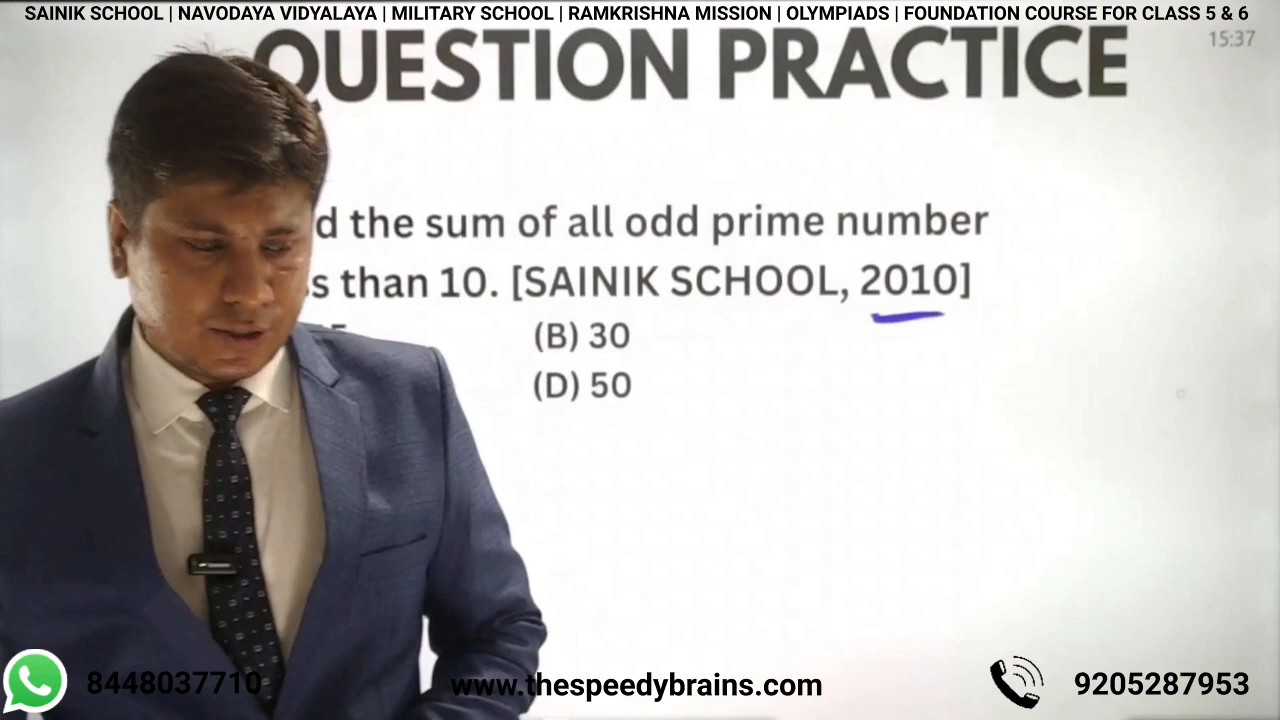 SAINIK SCHOOL | NAVODAYA VIDYALAYA | MILITARY SCHOOL | RAMKRISHNA MISSION | OLYMPIADS | FOUNDATION COURSE FOR CLASS 5 & 6
15:37
QUESTION PRACTICE
the sum of all odd prime number
than 10. [SAINIK SCHOOL, 2010]
(B) 30
(D) 50
8448037710
www.thespeedybrains.com
9205287953